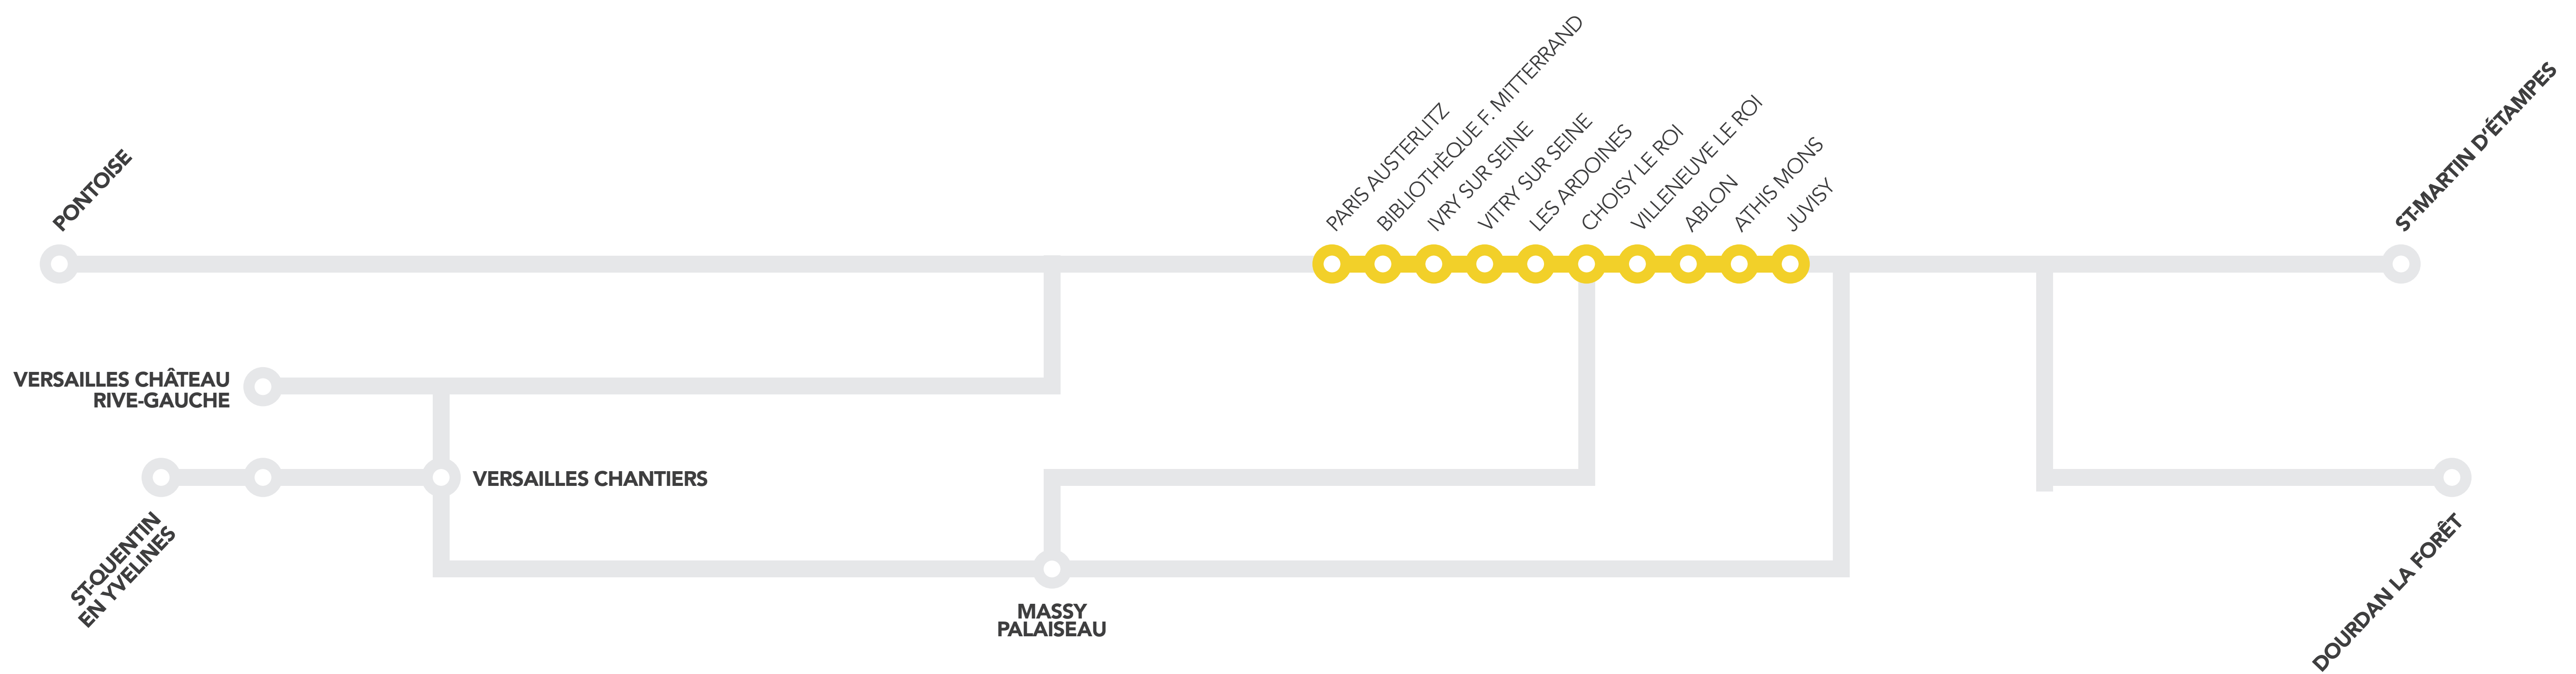 PONTOISE
PARIS AUSTERLITZ
BIBLIOTHÈQUE F. MITTERRAND
IVRY SUR SEINE
VITRY SUR SEINE
LES ARDOINES
CHOISY LE ROI
VILLENEUVE LE ROI
ABLON
ATHIS MONS
JUVISY
ST-MARTIN D’ÉTAMPES
VERSAILLES CHÂTEAU
RIVE-GAUCHE
VERSAILLES CHANTIERS
ST-QUENTIN
EN YVELINES
MASSY
PALAISEAU
DOURDAN LA FORÊT